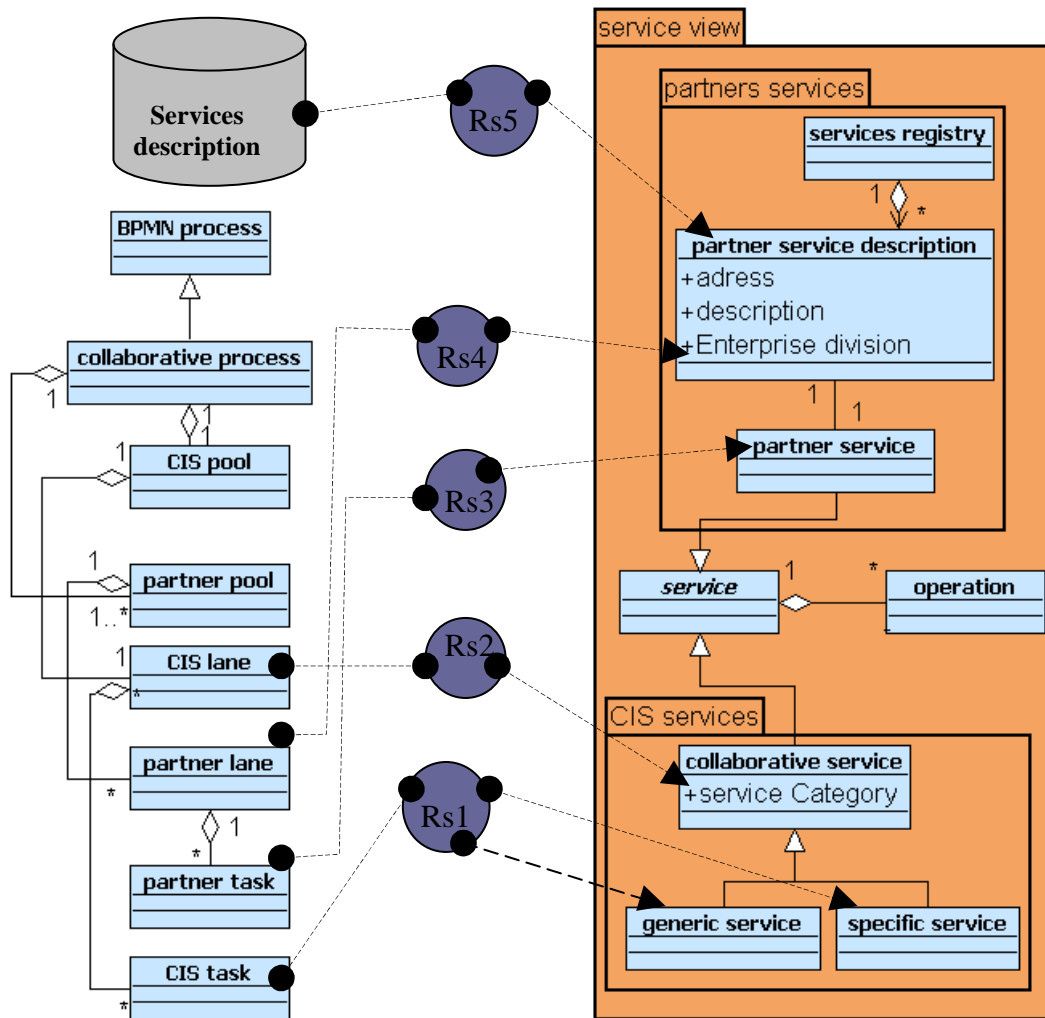 Services
description
BPMN process
collaborative process
1
1
1
1
CIS pool
1
partner pool
1..*
1
CIS lane
*
partner lane
*
1
*
partner task
CIS task
*
Rs5
Rs4
Rs3
Rs2
Rs1
service view
partners services
services registry
1
*
partner service description
+adress
+description
+Enterprise division
1
1
partner service
service
1
*
operation
CIS services
collaborative service
+service Category
generic service
specific service